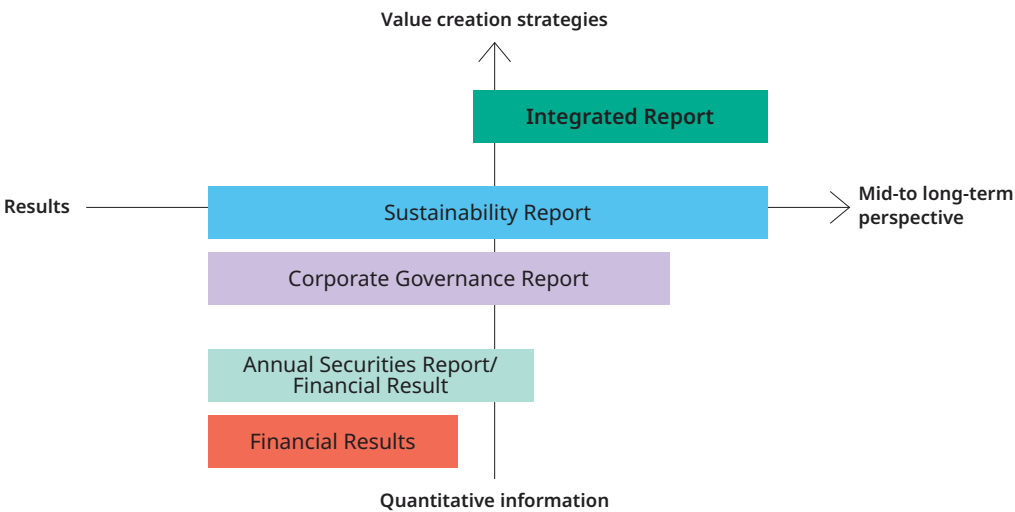 Value creation strategies
Integrated Report
Results
Sustainability Report
Mid-to long-term
perspective
Corporate Governance Report
Annual Securities Report/
Financial Result
Financial Results
Quantitative information